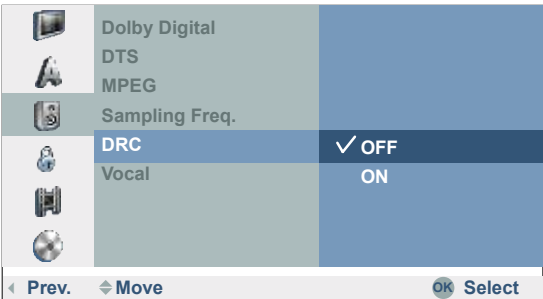 Dolby Digital
DTS
MPEG
Sampling Freq.
DRC
OFF
Vocal
ON
Prev.
Move
OK Select